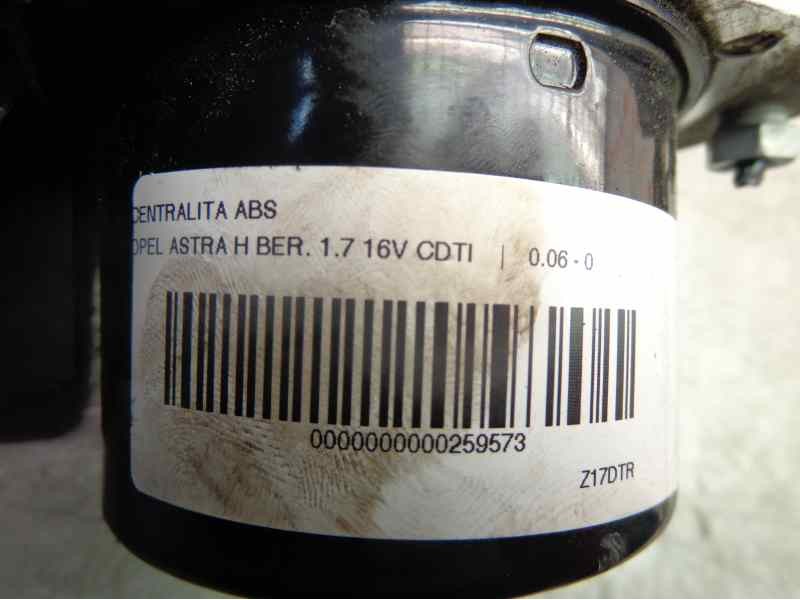 CENTRALITA ABS
OPEL ASTRA H BER. 1.7 16V CDTI | 0.06 - 0
0000000000259573
Z17DTR